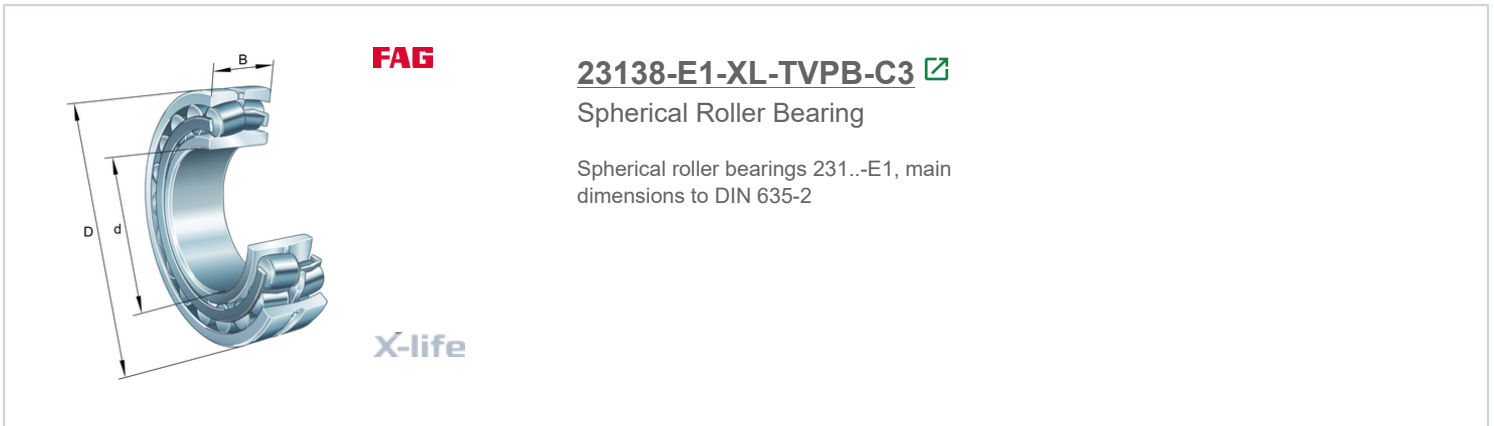 B
D
d
FAG
X-life
23138-E1-XL-TVPB-C3
Spherical Roller Bearing
Spherical roller bearings 231..-E1, main
dimensions to DIN 635-2